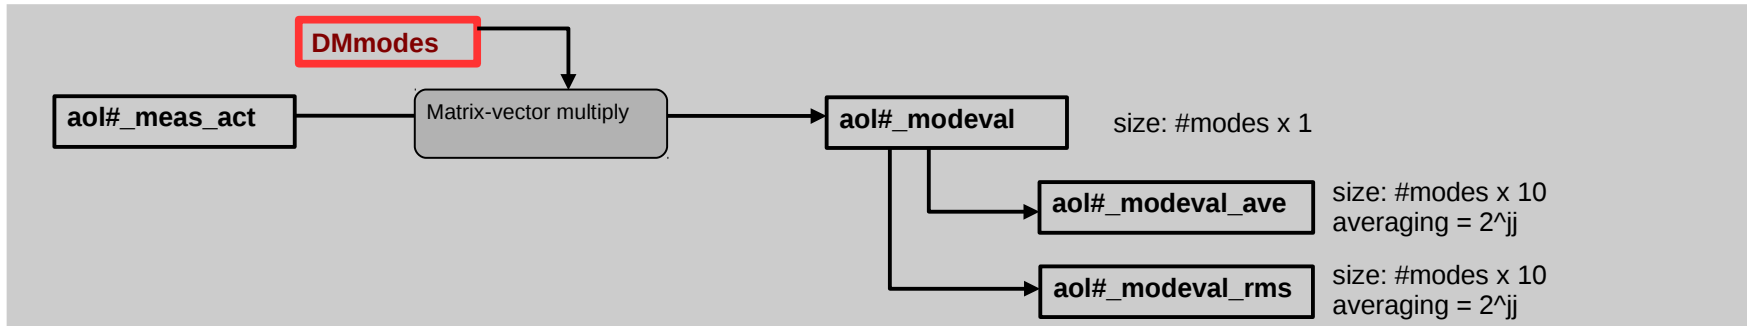 DMmodes
aol#_meas_act
Matrix-vector multiply
aol#_modeval
size: #modes x 1
aol#_modeval_ave
size: #modes x 10
averaging = 2^jj
aol#_modeval_rms
size: #modes x 10
averaging = 2^jj